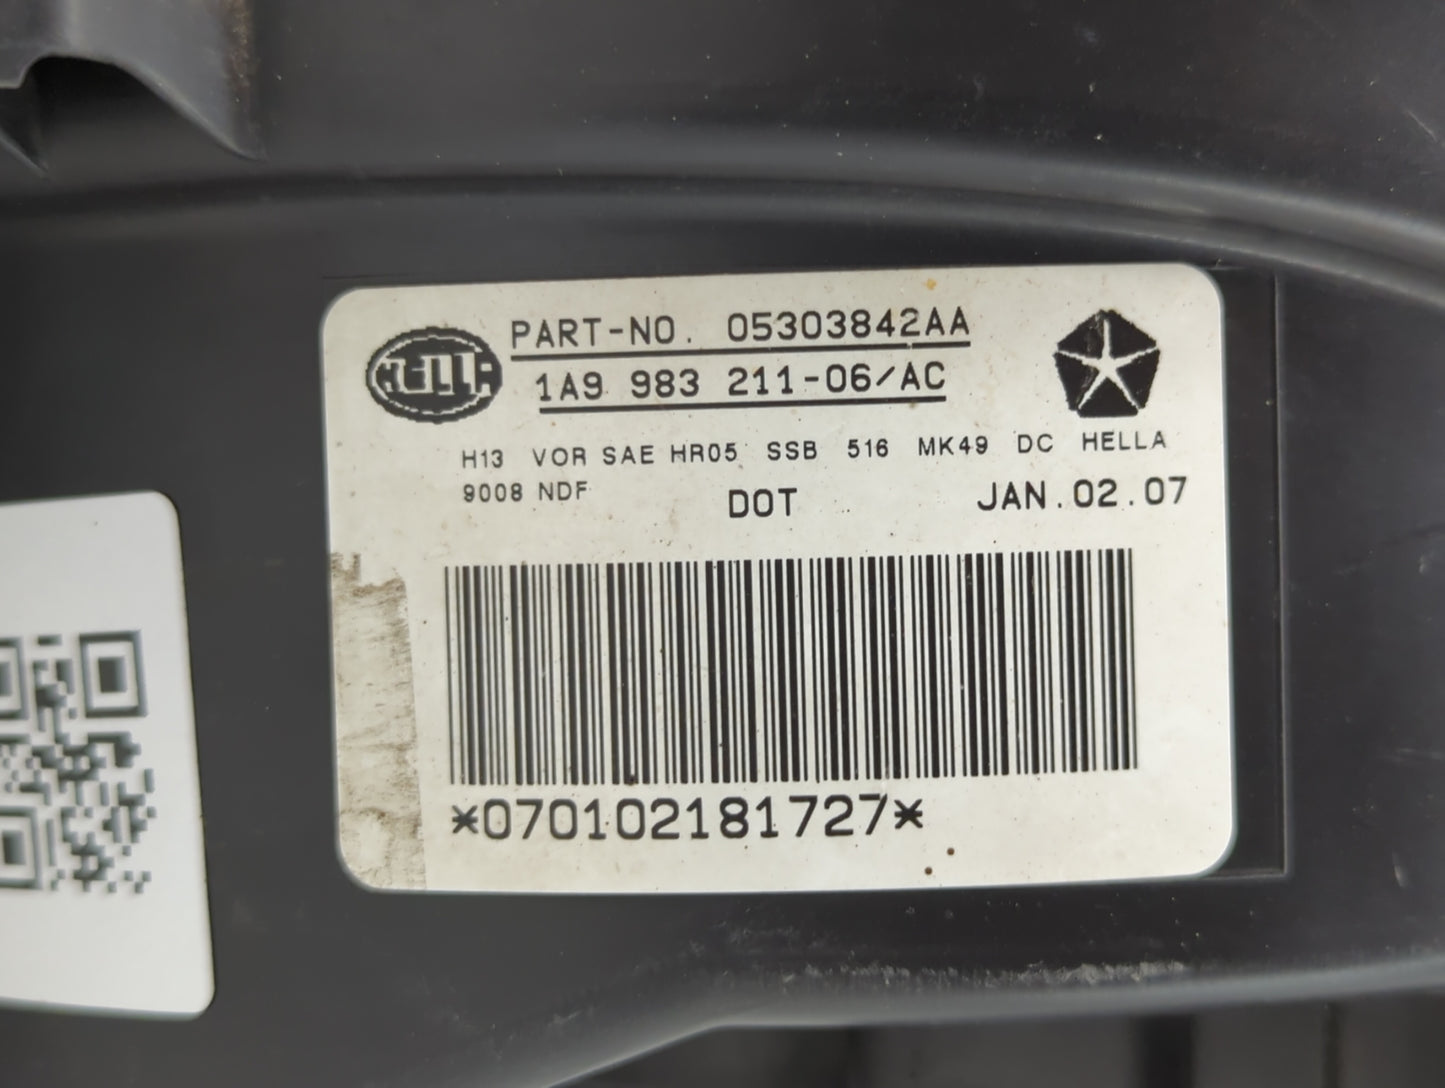 HELLA
PART-NO. 05303842AA
1A9 983 211-06/AC
H13 VOR SAE HR05 SSB 516 MK49 DC HELLA
9008 NDF
DOT
JAN.02.07
*070102181727*